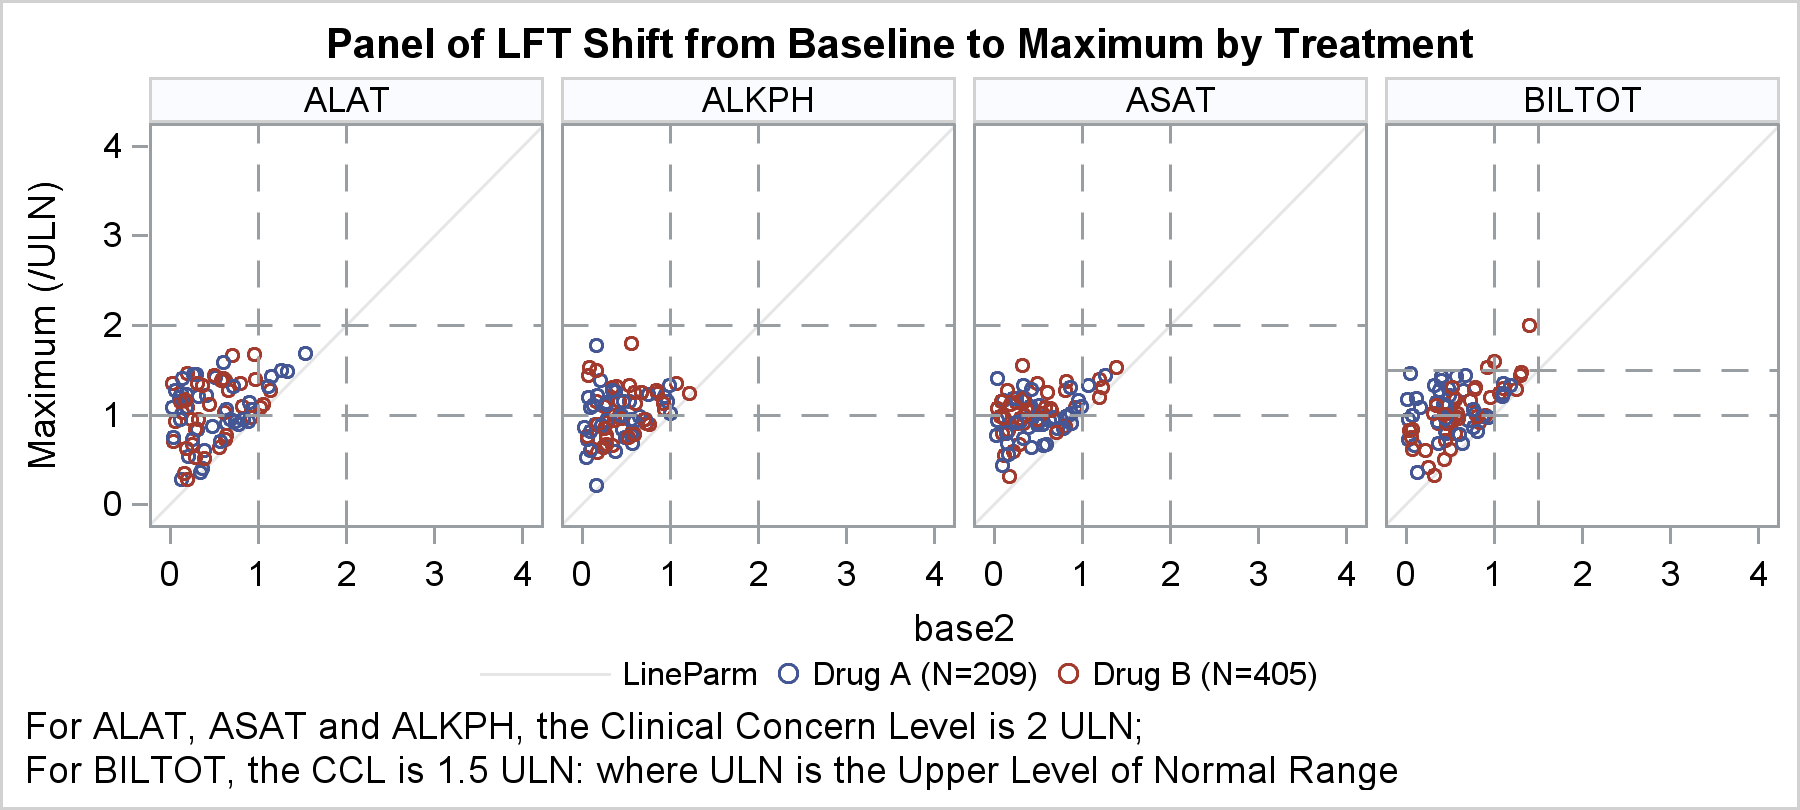 Panel of LFT Shift from Baseline to Maximum by Treatment
ALAT ALKPH ASAT BILTOT
Maximum (/ULN)
4
3
2
1
0
0 1 2 3 4 0 1 2 3 4 0 1 2 3 4 0 1 2 3 4
base2
LineParm Drug A (N=209) Drug B (N=405)
For ALAT, ASAT and ALKPH, the Clinical Concern Level is 2 ULN;
For BILTOT, the CCL is 1.5 ULN: where ULN is the Upper Level of Normal Range